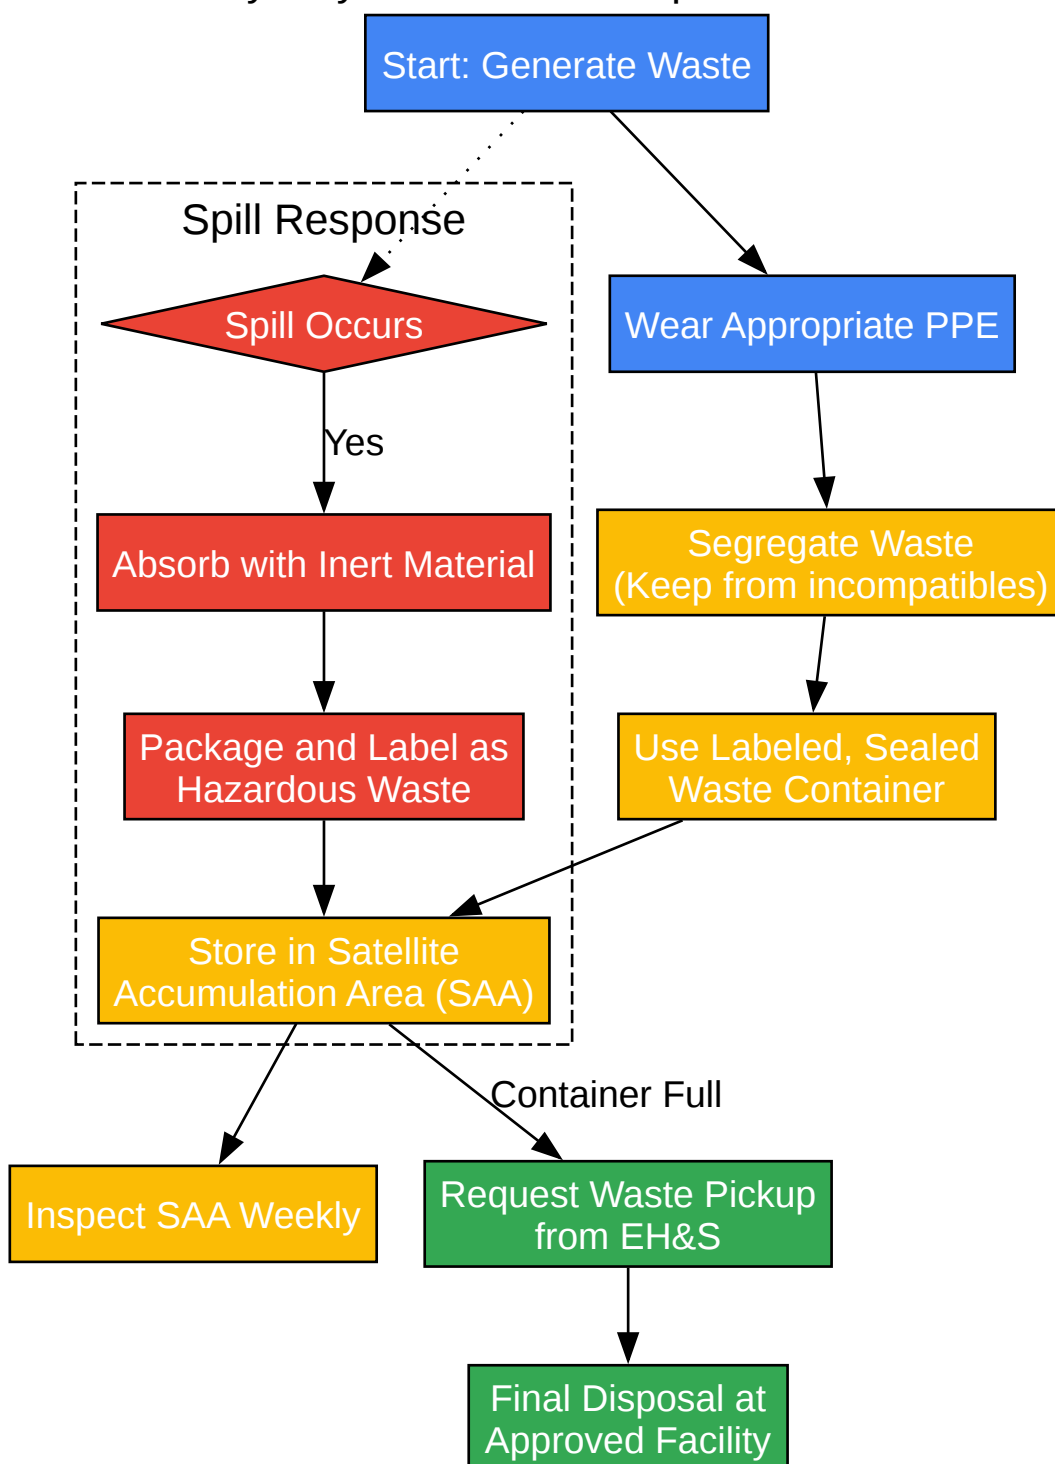 Start: Generate Waste
Spill Response
Spill Occurs
Wear Appropriate PPE
Yes
Absorb with Inert Material
Segregate Waste
(Keep from incompatibles)
Package and Label as
Hazardous Waste
Use Labeled, Sealed
Waste Container
Store in Satellite
Accumulation Area (SAA)
Container Full
Inspect SAA Weekly
Request Waste Pickup
from EH&S
Final Disposal at
Approved Facility